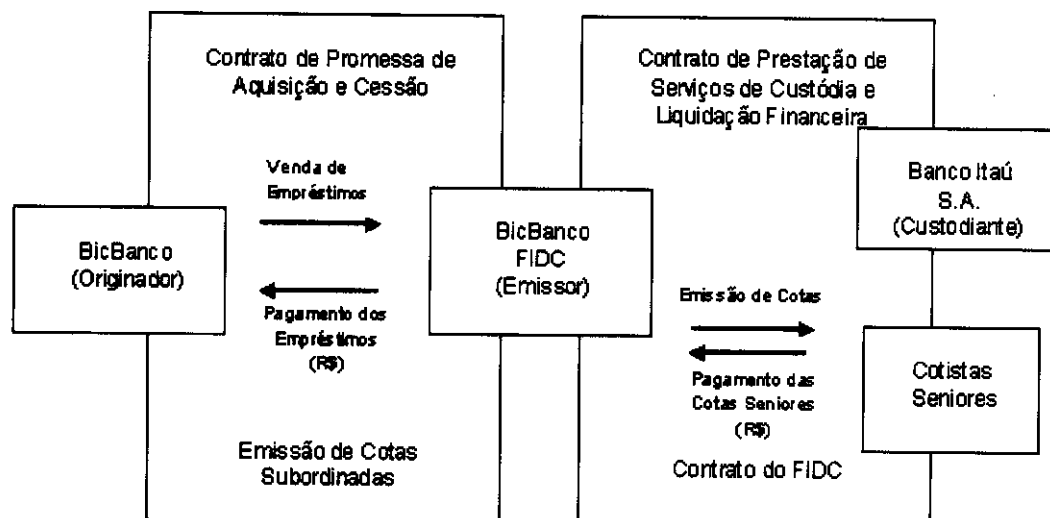 Contrato de Promessa de
Aquisição e Cessão
Contrato de Prestação de
Serviços de Custódia e
Liquidação Financeira
Venda de
Empréstimos
Banco Itaú
S.A.
(Custodiante)
BicBanco
(Originador)
BicBanco
FIDC
(Emissor)
Pagamento dos
Empréstimos
(R$)
Emissão de Cotas
Pagamento das
Cotas Seniores
(R$)
Cotistas
Seniores
Emissão de Cotas
Subordinadas
Contrato do FIDC